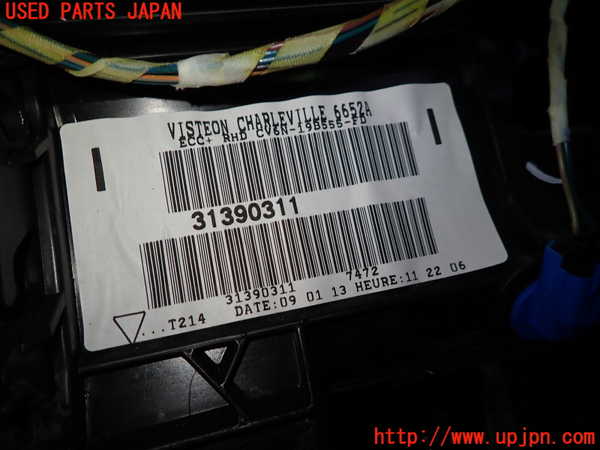 USED PARTS JAPAN
VISTEON CHARLEVILLE 6652A
ECC+ RHD CV6N-19B555-FD
31390311
31390311 7472
DATE:09 01 13 HEURE:11 22 06
...T214
http://www.upjpn.com/